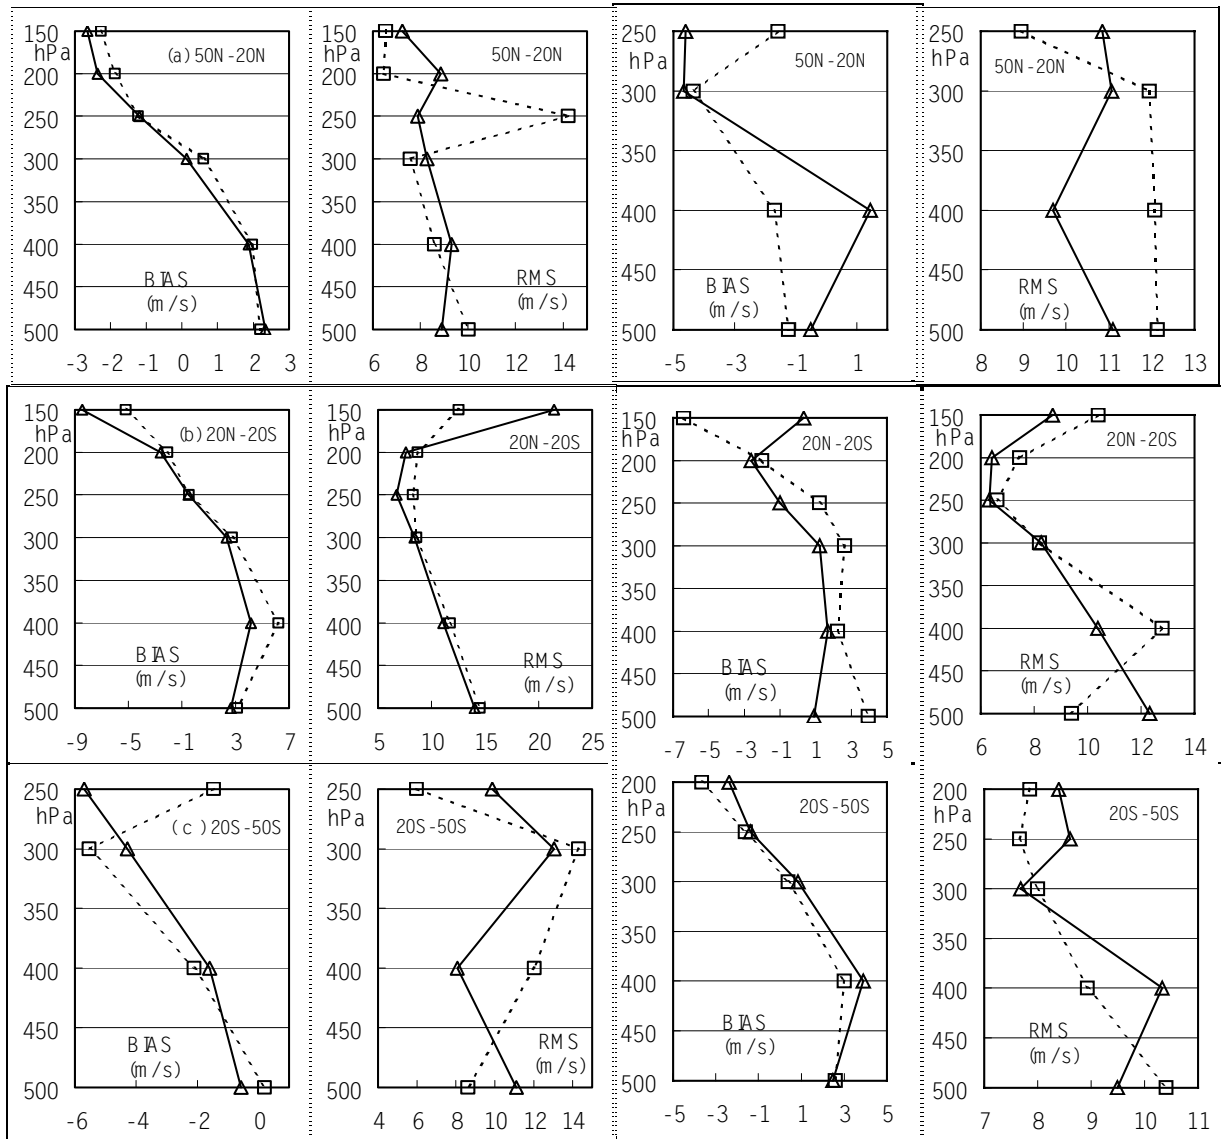 150
hPa
200
250
300
350
400
450
500
(a)50N-20N
BIAS
(m/s)
-3 -2 -1 0 1 2 3
150
hPa
200
250
300
350
400
450
500
50N-20N
RMS
(m/s)
6 8 10 12 14
250
hPa
300
350
400
450
500
50N-20N
BIAS
(m/s)
-5 -3 -1 1
250
hPa
300
350
400
450
500
50N-20N
RMS
(m/s)
8 9 10 11 12 13
150
hPa
200
250
300
350
400
450
500
(b)20N-20S
BIAS
(m/s)
-9 -5 -1 3 7
150
hPa
200
250
300
350
400
450
500
20N-20S
RMS
(m/s)
5 10 15 20 25
150
hPa
200
250
300
350
400
450
500
20N-20S
BIAS
(m/s)
-7 -5 -3 -1 1 3 5
150
hPa
200
250
300
350
400
450
500
20N-20S
RMS
(m/s)
6 8 10 12 14
250
hPa
300
350
400
450
500
(c)20S-50S
BIAS
(m/s)
-6 -4 -2 0
250
hPa
300
350
400
450
500
20S-50S
RMS
(m/s)
4 6 8 10 12 14
200
hPa
250
300
350
400
450
500
20S-50S
BIAS
(m/s)
-5 -3 -1 1 3 5
200
hPa
250
300
350
400
450
500
20S-50S
RMS
(m/s)
7 8 9 10 11